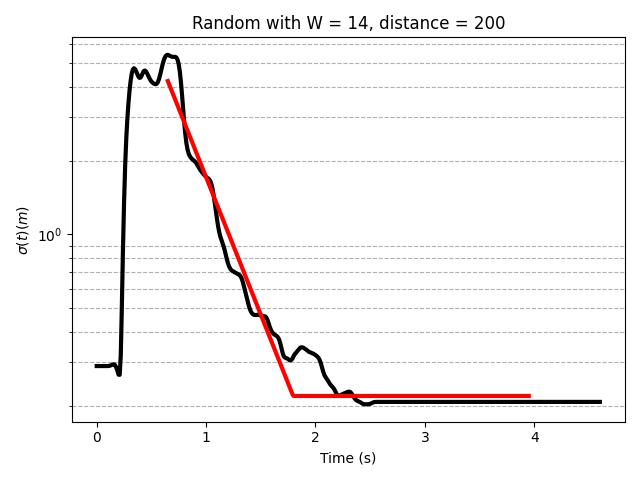 Random with W = 14, distance = 200
σ(t)(m)
10⁰
0 1 2 3 4
Time (s)